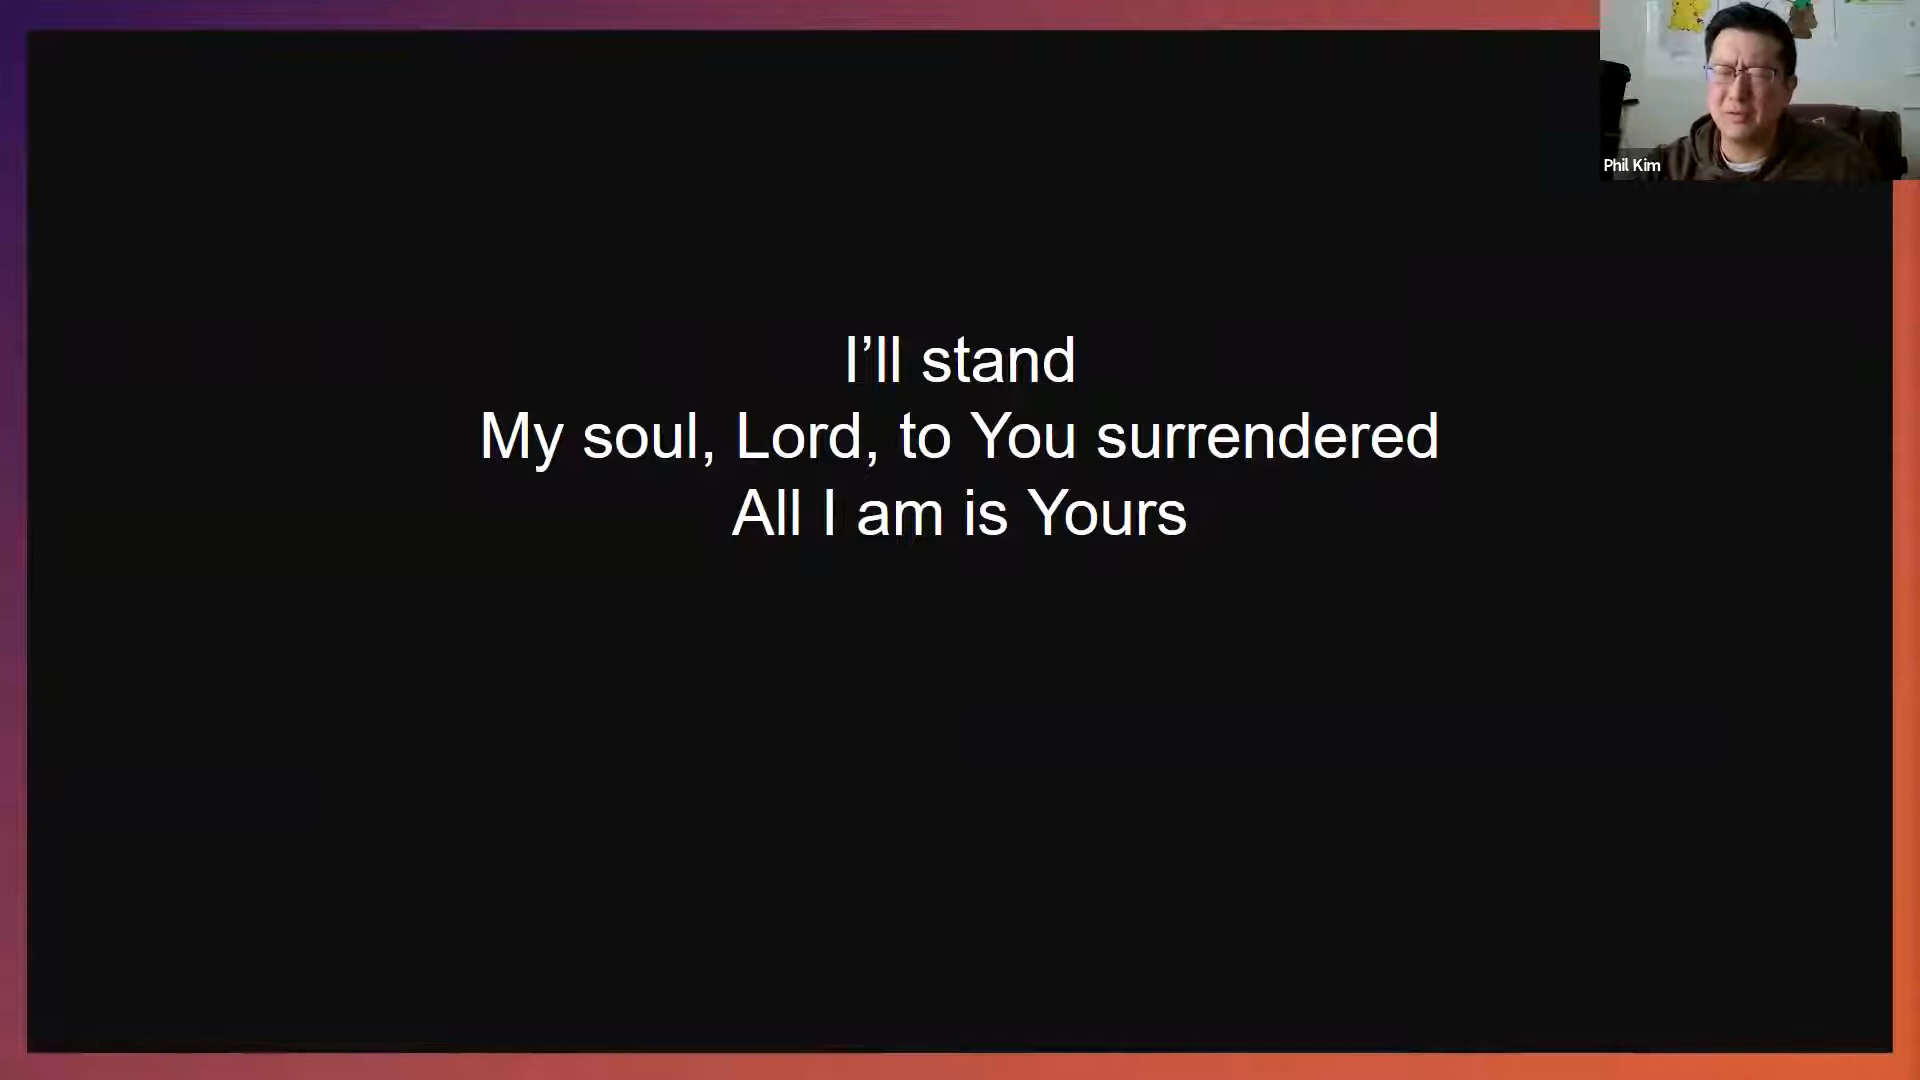 I’ll stand
My soul, Lord, to You surrendered
All I am is Yours
Phil Kim